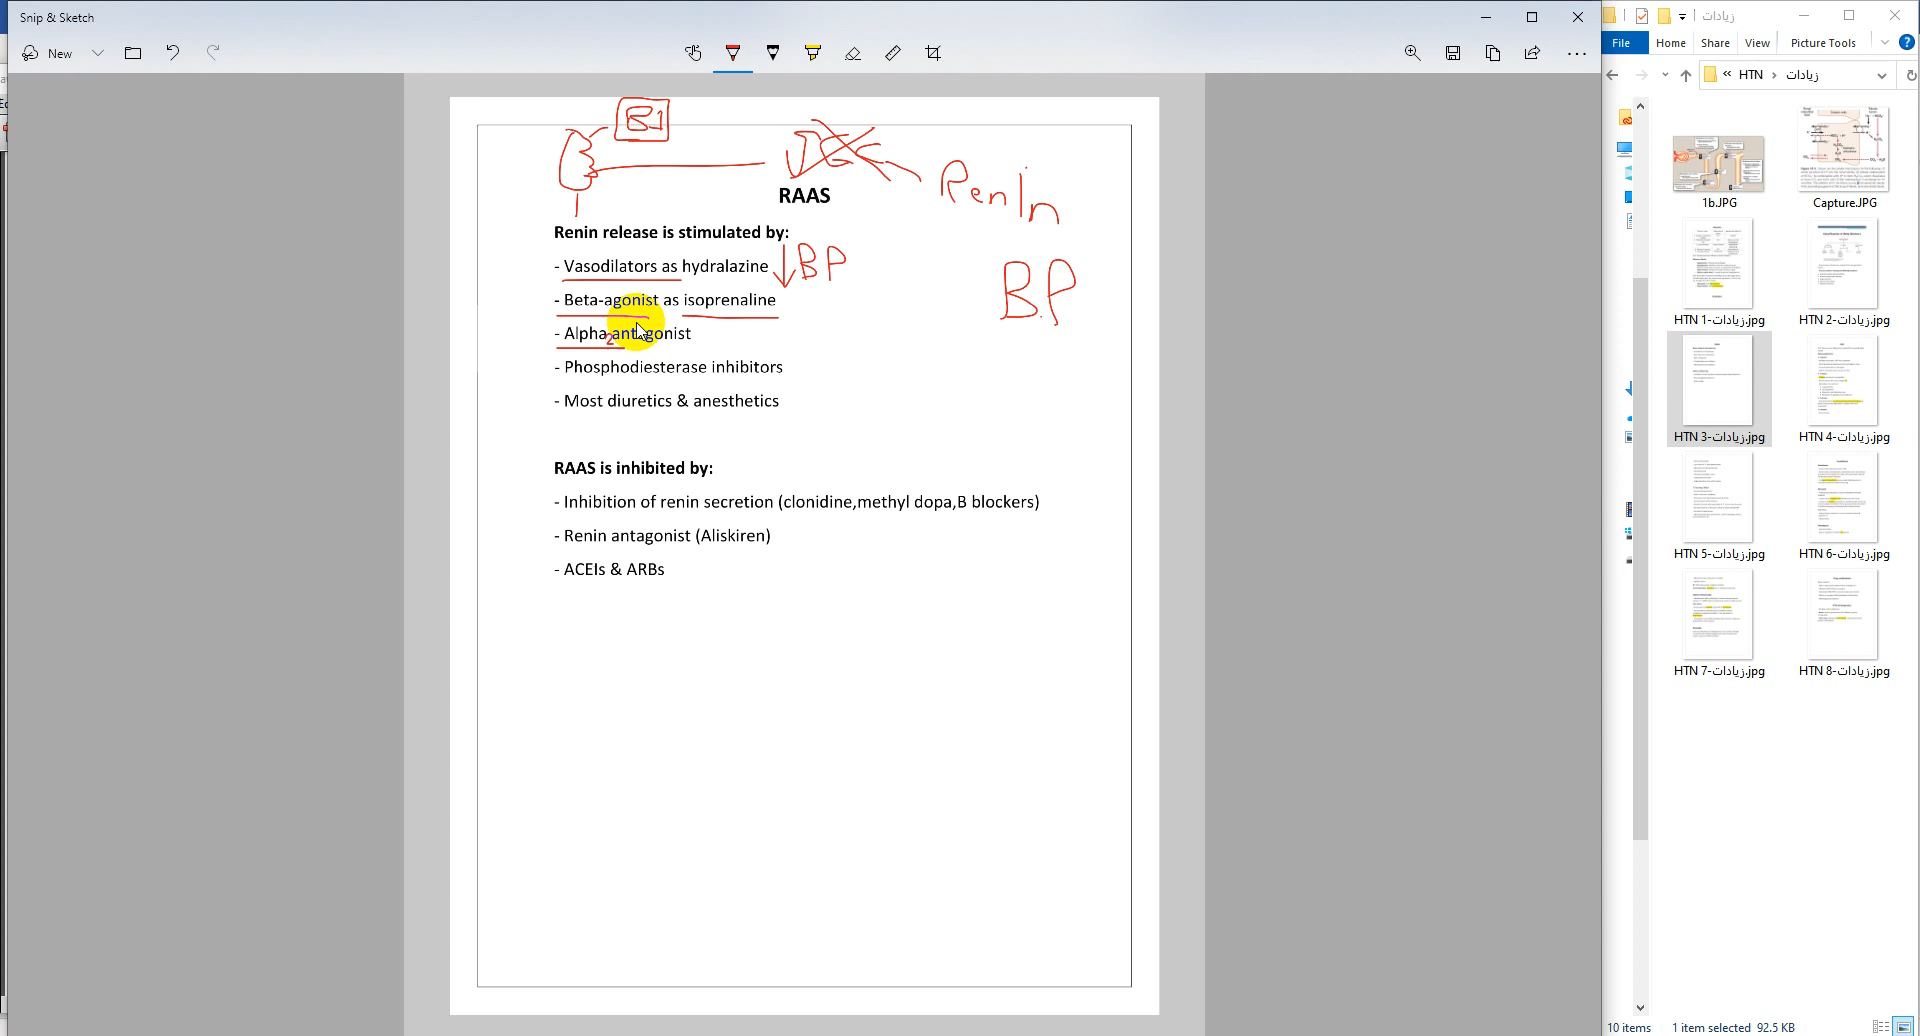 Snip & Sketch
New
B1
Renin
RAAS
Renin release is stimulated by:
- Vasodilators as hydralazine ↓BP
- Beta-agonist as isoprenaline
B.P
- Alpha2 antagonist
- Phosphodiesterase inhibitors
- Most diuretics & anesthetics
RAAS is inhibited by:
- Inhibition of renin secretion (clonidine,methyl dopa,B blockers)
- Renin antagonist (Aliskiren)
- ACEIs & ARBs
زيادات
File Home Share View Picture Tools
« HTN › زيادات
1b.JPG Capture.JPG
HTN 1-زيادات.jpg HTN 2-زيادات.jpg
HTN 3-زيادات.jpg HTN 4-زيادات.jpg
HTN 5-زيادات.jpg HTN 6-زيادات.jpg
HTN 7-زيادات.jpg HTN 8-زيادات.jpg
10 items 1 item selected 92.5 KB